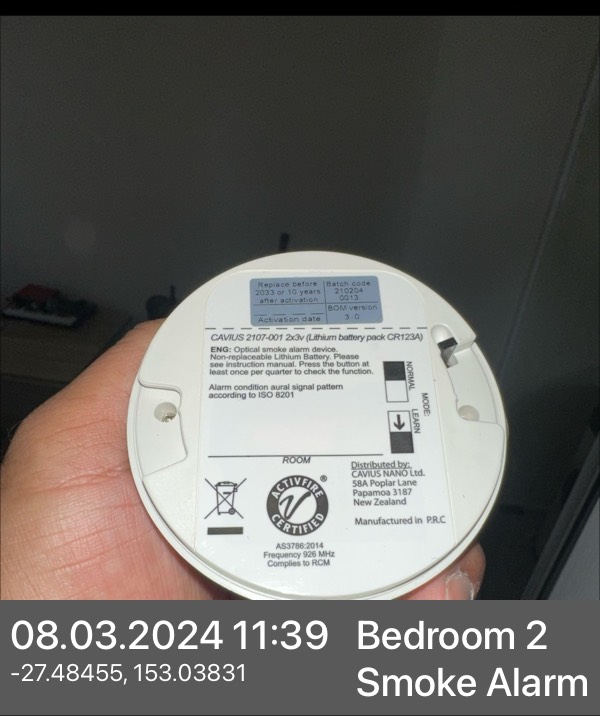 Replace before
2033 or 10 years
after activation
Activation date
Batch code
210204
0013
BOM version
3.0
CAVIUS 2107-001 2x3v (Lithium battery pack CR123A)
ENG: Optical smoke alarm device.
Non-replaceable Lithium Battery. Please
see instruction manual. Press the button at
least once per quarter to check the function.
Alarm condition aural signal pattern
according to ISO 8201
NORMAL
MODE:
LEARN
ROOM
ACTIVFIRE®
CERTIFIED
AS3786:2014
Frequency 926 MHz
Complies to RCM
Distributed by:
CAVIUS NANO Ltd.
58A Poplar Lane
Papamoa 3187
New Zealand
Manufactured in P.R.C
08.03.2024 11:39
-27.48455, 153.03831
Bedroom 2
Smoke Alarm